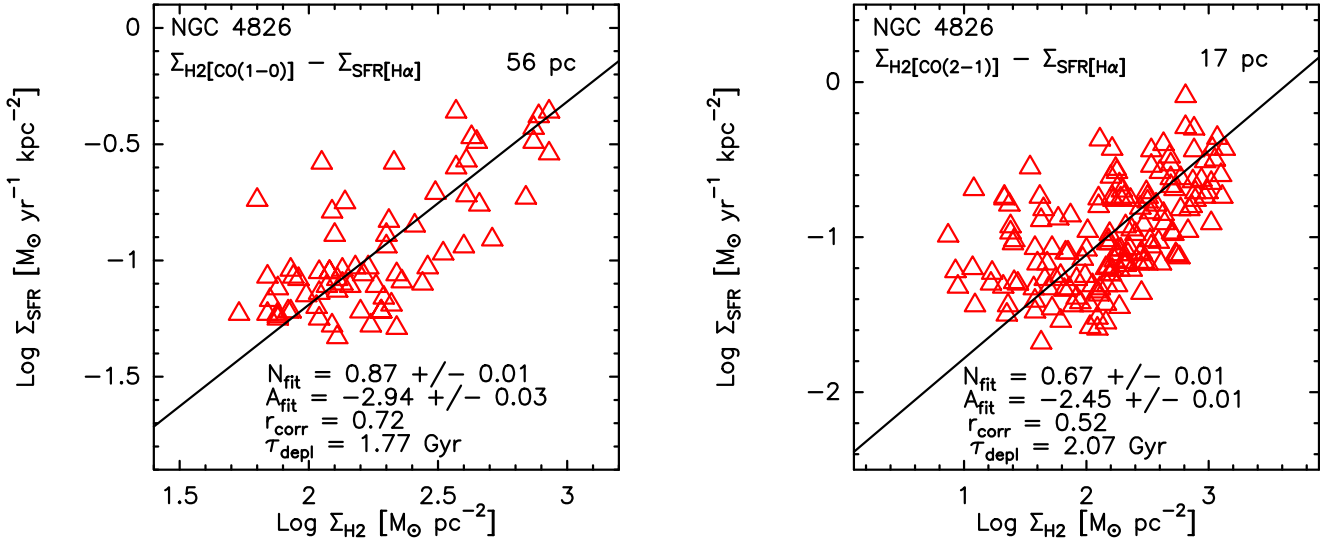 NGC 4826
Σ_H2[CO(1−0)] − Σ_SFR[Hα] 56 pc
0
−0.5
−1
−1.5
Log Σ_SFR [M_⊙ yr^−1 kpc^−2]
N_fit = 0.87 +/− 0.01
A_fit = −2.94 +/− 0.03
r_corr = 0.72
τ_depl = 1.77 Gyr
1.5 2 2.5 3
Log Σ_H2 [M_⊙ pc^−2]
NGC 4826
Σ_H2[CO(2−1)] − Σ_SFR[Hα] 17 pc
0
−1
−2
Log Σ_SFR [M_⊙ yr^−1 kpc^−2]
N_fit = 0.67 +/− 0.01
A_fit = −2.45 +/− 0.01
r_corr = 0.52
τ_depl = 2.07 Gyr
1 2 3
Log Σ_H2 [M_⊙ pc^−2]